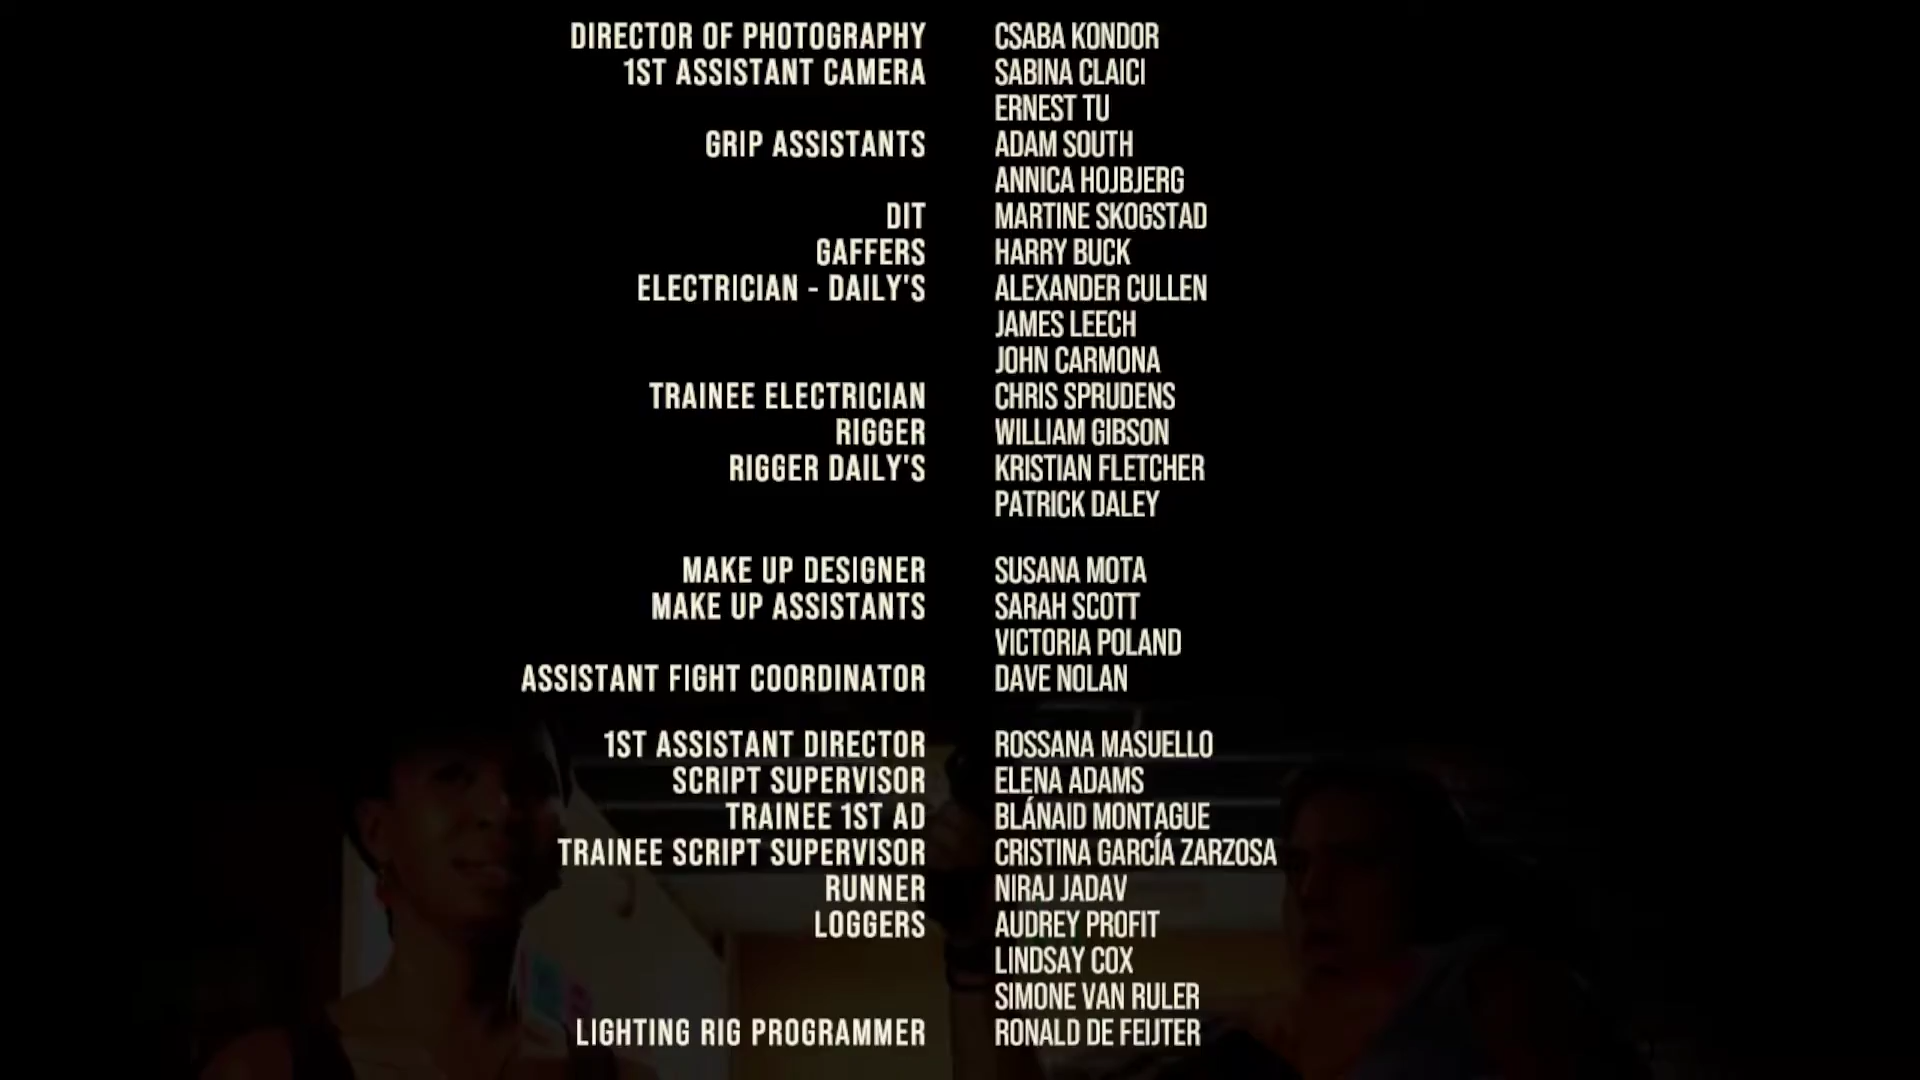 DIRECTOR OF PHOTOGRAPHY CSABA KONDOR
1ST ASSISTANT CAMERA SABINA CLAICI
ERNEST TU
GRIP ASSISTANTS ADAM SOUTH
ANNICA HOJBJERG
DIT MARTINE SKOGSTAD
GAFFERS HARRY BUCK
ELECTRICIAN - DAILY'S ALEXANDER CULLEN
JAMES LEECH
JOHN CARMONA
TRAINEE ELECTRICIAN CHRIS SPRUDENS
RIGGER WILLIAM GIBSON
RIGGER DAILY'S KRISTIAN FLETCHER
PATRICK DALEY
MAKE UP DESIGNER SUSANA MOTA
MAKE UP ASSISTANTS SARAH SCOTT
VICTORIA POLAND
ASSISTANT FIGHT COORDINATOR DAVE NOLAN
1ST ASSISTANT DIRECTOR ROSSANA MASUELLO
SCRIPT SUPERVISOR ELENA ADAMS
TRAINEE 1ST AD BLÁNAID MONTAGUE
TRAINEE SCRIPT SUPERVISOR CRISTINA GARCÍA ZARZOSA
RUNNER NIRAJ JADAV
LOGGERS AUDREY PROFIT
LINDSAY COX
SIMONE VAN RULER
LIGHTING RIG PROGRAMMER RONALD DE FEIJTER